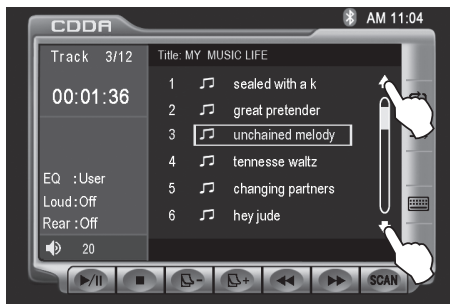 CDDA AM 11:04
Track 3/12 Title: MY MUSIC LIFE
00:01:36
1 sealed with a k
2 great pretender
3 unchained melody
4 tennesse waltz
5 changing partners
6 hey jude
EQ : User
Loud : Off
Rear : Off
20
- + SCAN